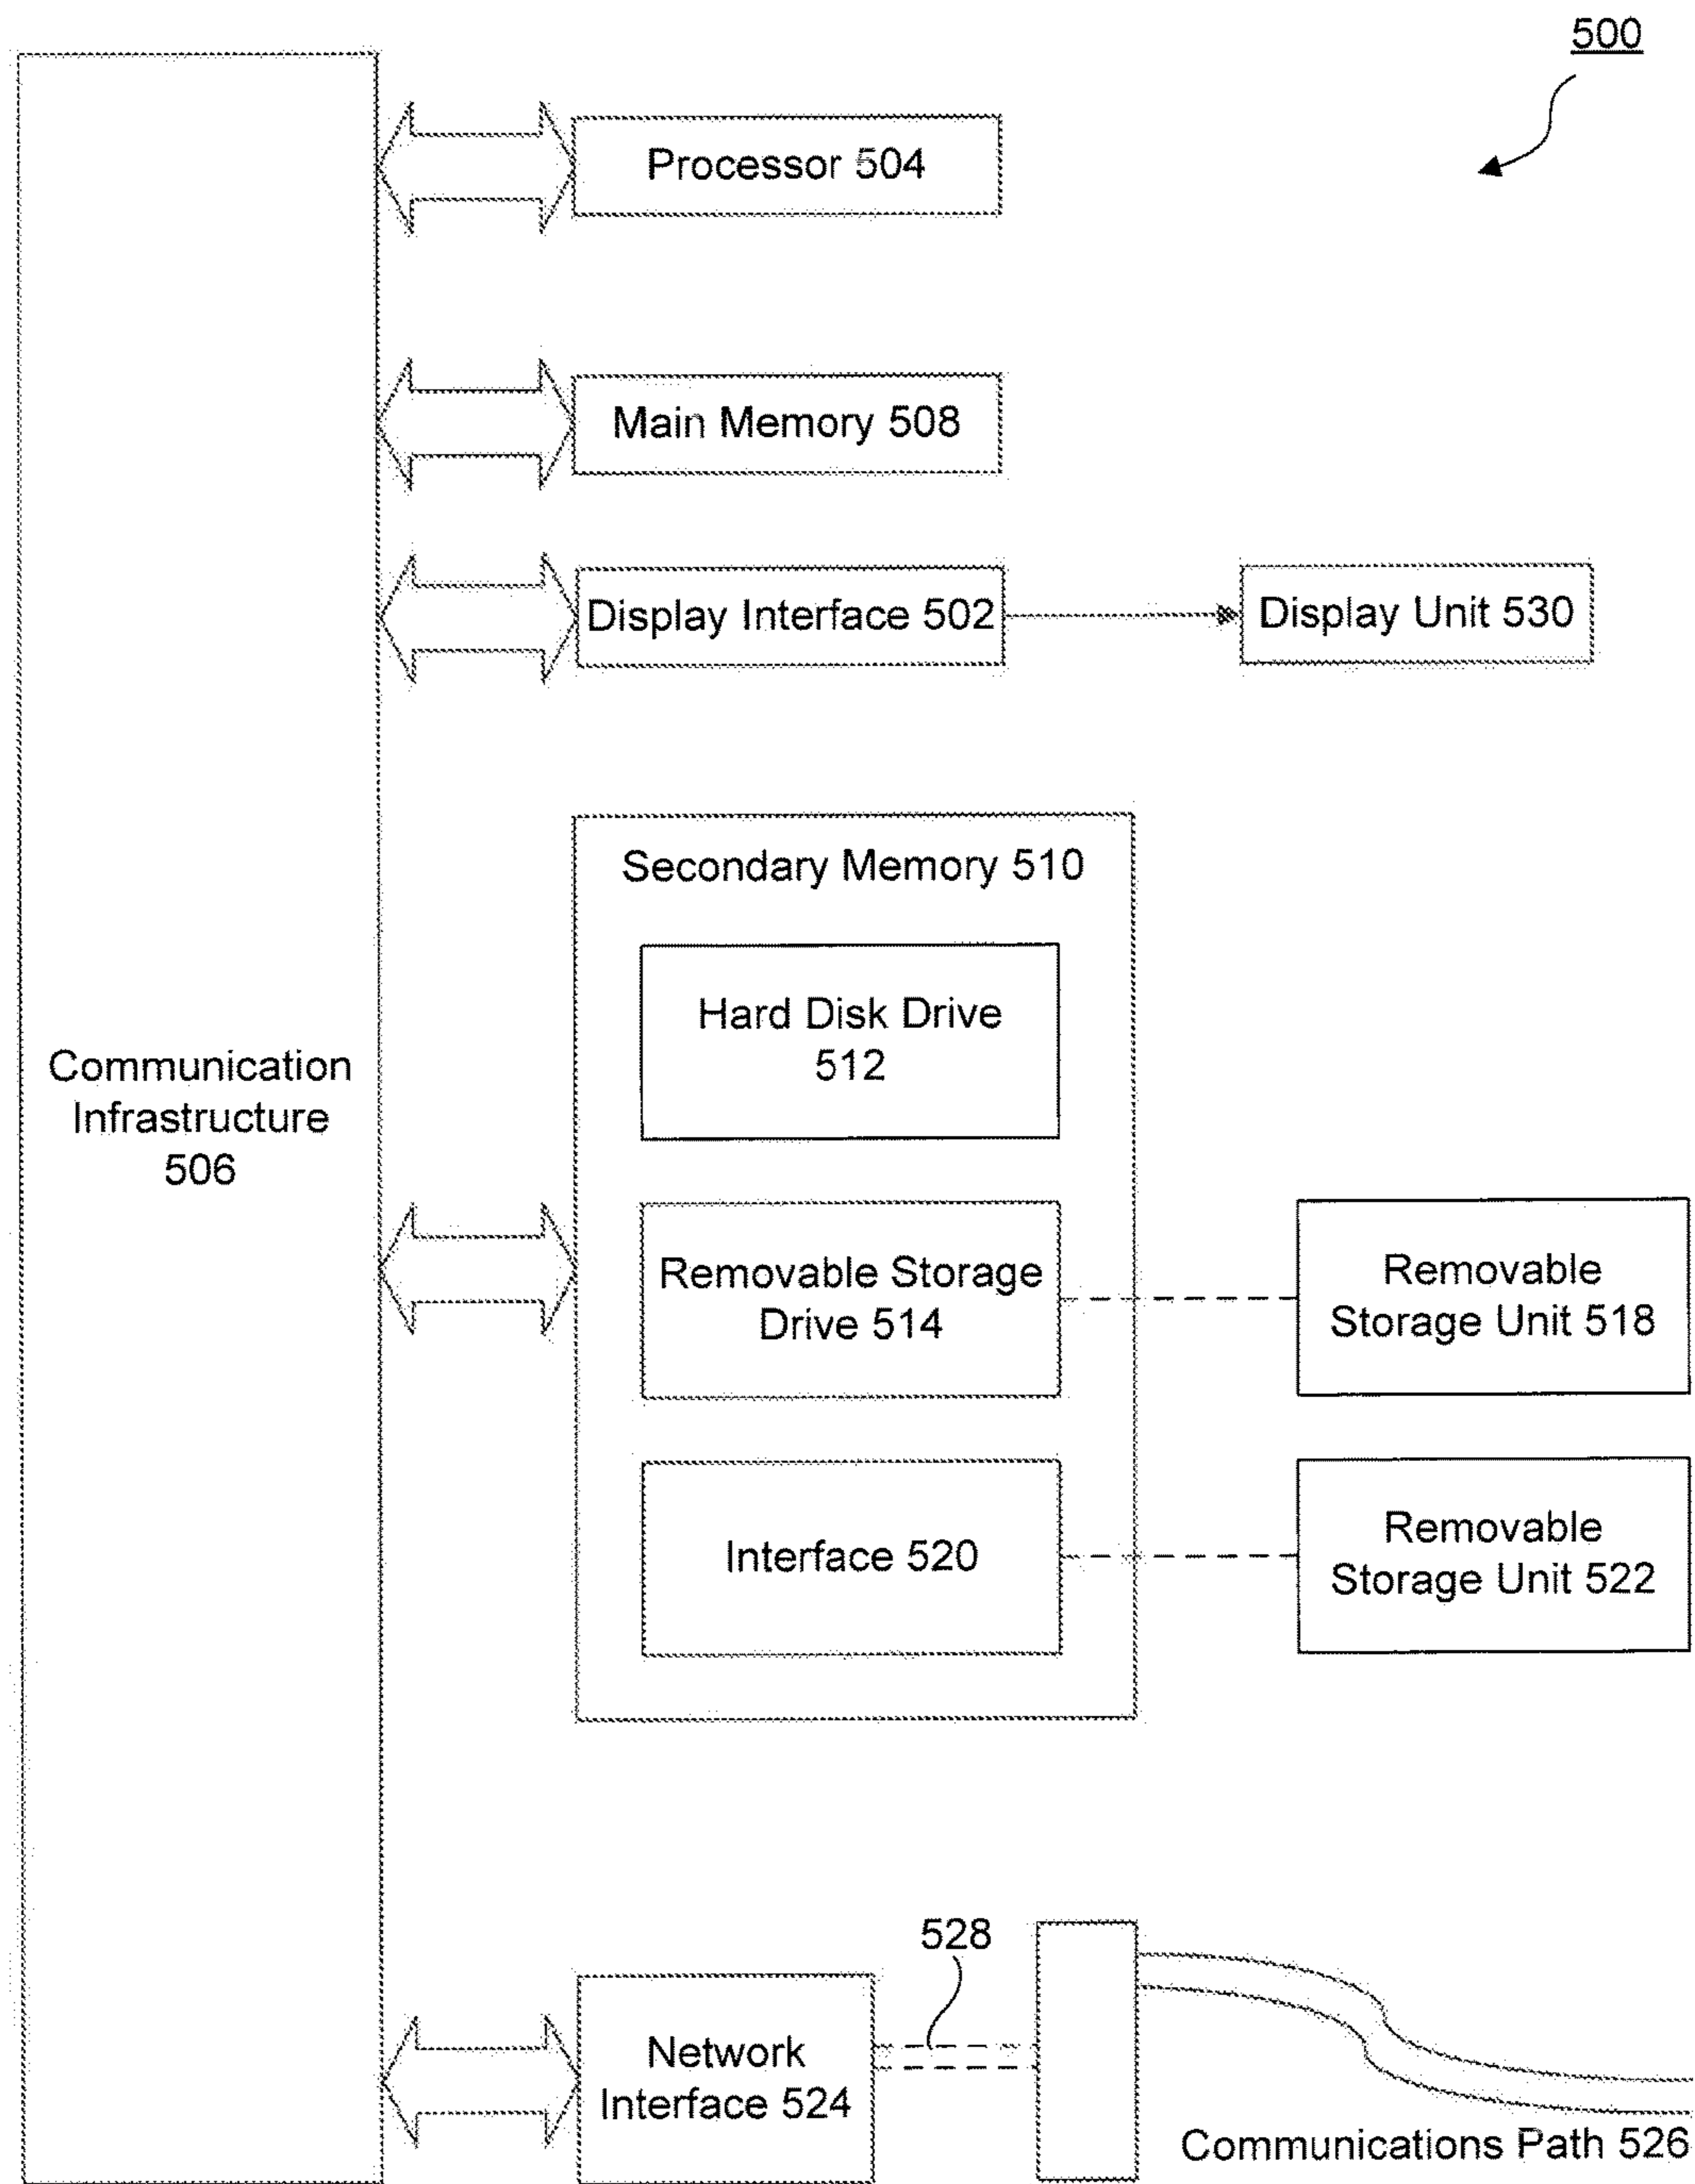 500
Processor 504
Main Memory 508
Display Interface 502
Display Unit 530
Secondary Memory 510
Hard Disk Drive
512
Communication
Infrastructure
506
Removable Storage
Drive 514
Removable
Storage Unit 518
Interface 520
Removable
Storage Unit 522
528
Network
Interface 524
Communications Path 526